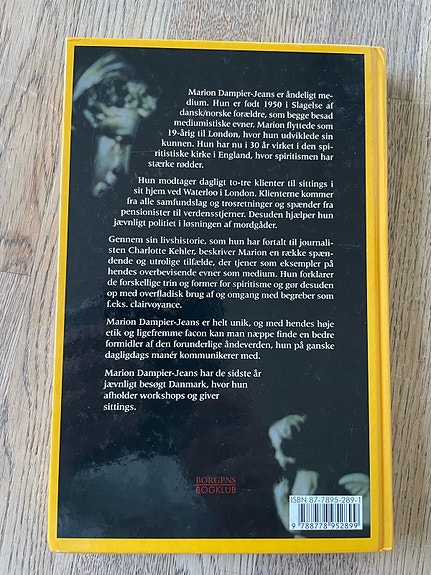 Marion Dampier-Jeans er åndeligt me-
dium. Hun er født 1950 i Slagelse af
dansk/norske forældre, som begge besad
mediumistiske evner. Marion flyttede som
19-årig til London, hvor hun udviklede sin
kunnen. Hun har nu i 30 år virket i den spi-
ritistiske kirke i England, hvor spiritismen har
stærke rødder.
Hun modtager dagligt to-tre klienter til sittings i
sit hjem ved Waterloo i London. Klienterne kommer
fra alle samfundslag og trosretninger og spænder fra
pensionister til verdensstjerner. Desuden hjælper hun
jævnligt politiet i løsningen af mordgåder.
Gennem sin livshistorie, som hun har fortalt til journali-
sten Charlotte Kehler, beskriver Marion en række spæn-
dende og utrolige tilfælde, der tjener som eksempler på
hendes overbevisende evner som medium. Hun forklarer
de forskellige trin og former for spiritisme og gør desuden
op med overfladisk brug af og omgang med begreber som
f.eks. clairvoyance.
Marion Dampier-Jeans er helt unik, og med hendes høje
etik og ligefremme facon kan man næppe finde en bedre
formidler af den forunderlige åndeverden, hun på ganske
dagligdags manér kommunikerer med.
Marion Dampier-Jeans har de sidste år
jævnligt besøgt Danmark, hvor hun
afholder workshops og giver
sittings.
BORGENS
BOGKLUB
ISBN 87-7895-289-1
9 788778 952899